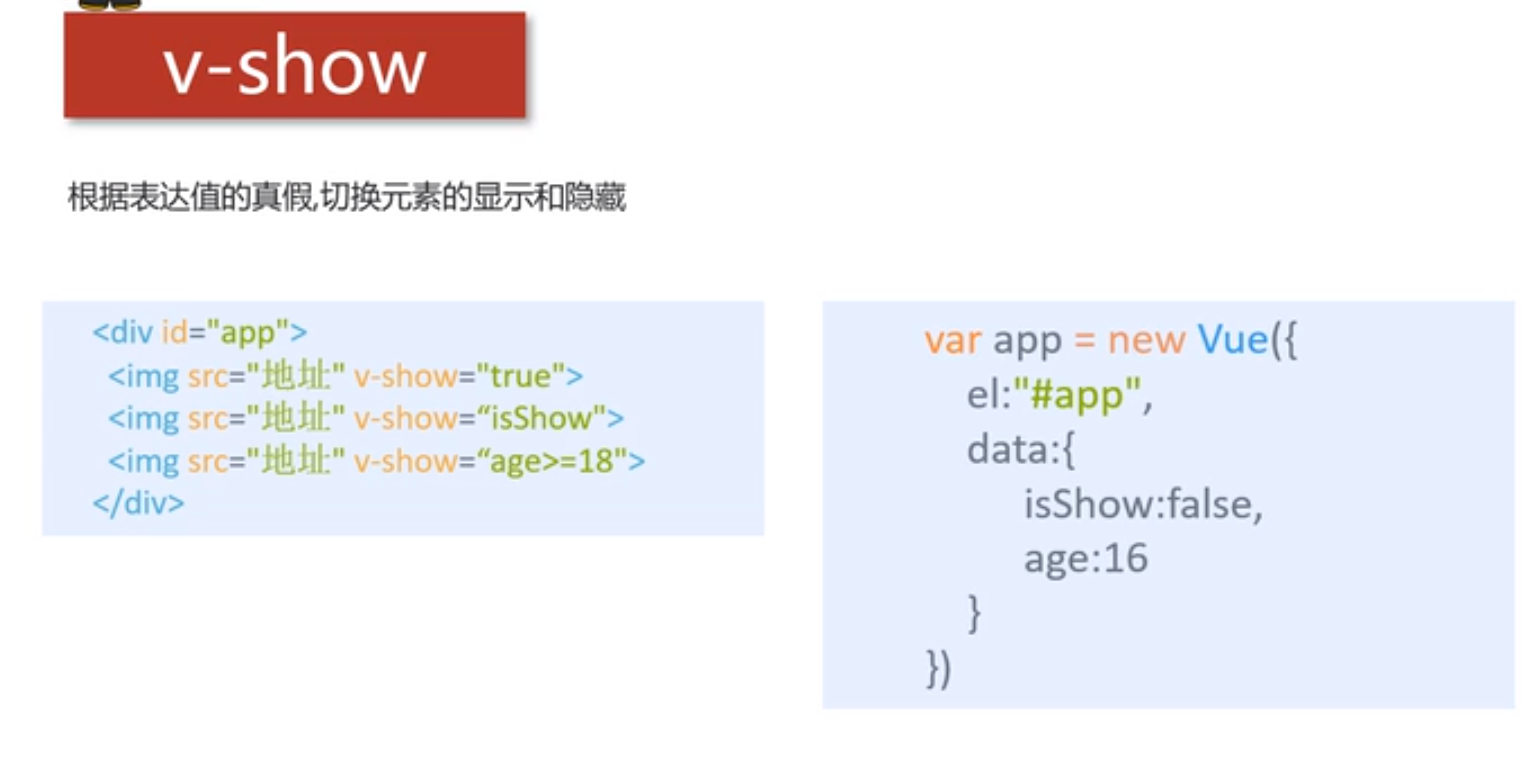 v-show
根据表达值的真假,切换元素的显示和隐藏
<div id="app">
<img src="地址" v-show="true">
<img src="地址" v-show=“isShow">
<img src="地址" v-show=“age>=18">
</div>
var app = new Vue({
el:"#app",
data:{
isShow:false,
age:16
}
})